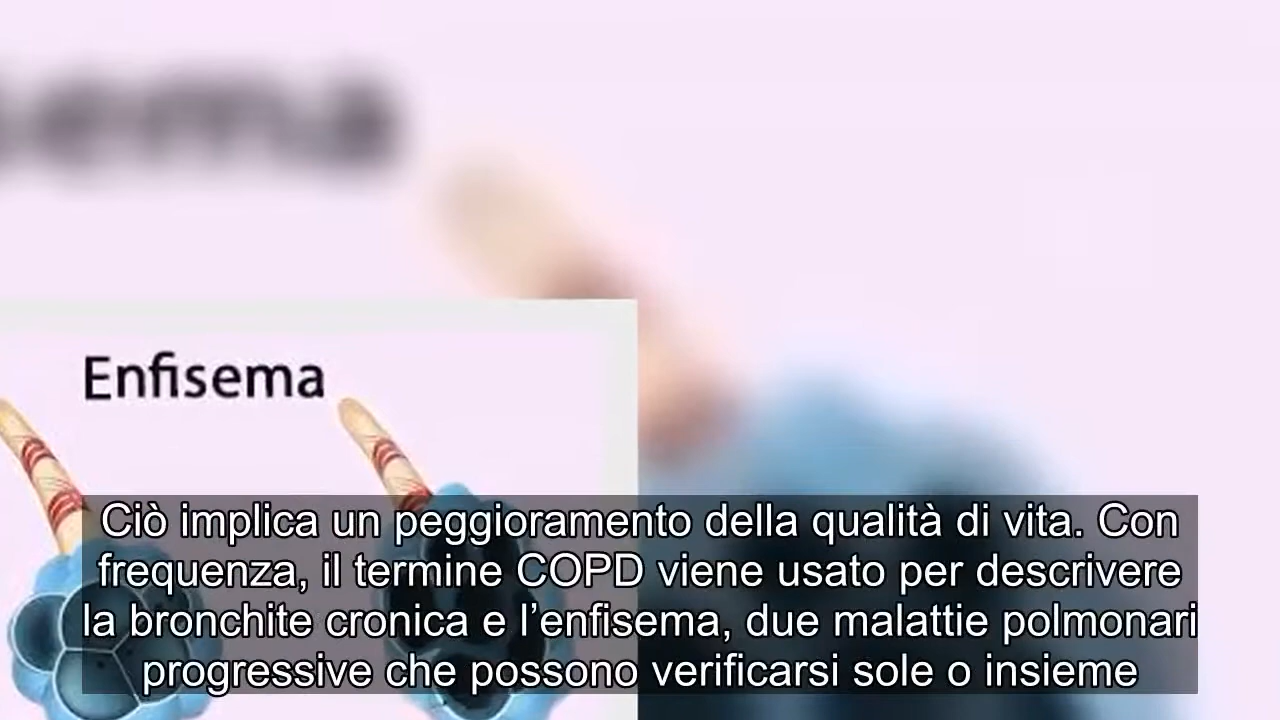 Enfisema
Ciò implica un peggioramento della qualità di vita. Con
frequenza, il termine COPD viene usato per descrivere
la bronchite cronica e l’enfisema, due malattie polmonari
progressive che possono verificarsi sole o insieme